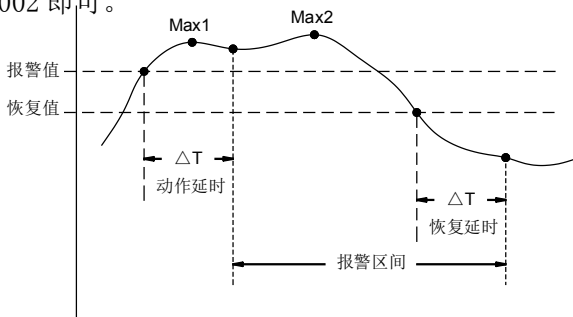 002 即可。
Max1
Max2
报警值
恢复值
△T
动作延时
△T
恢复延时
报警区间